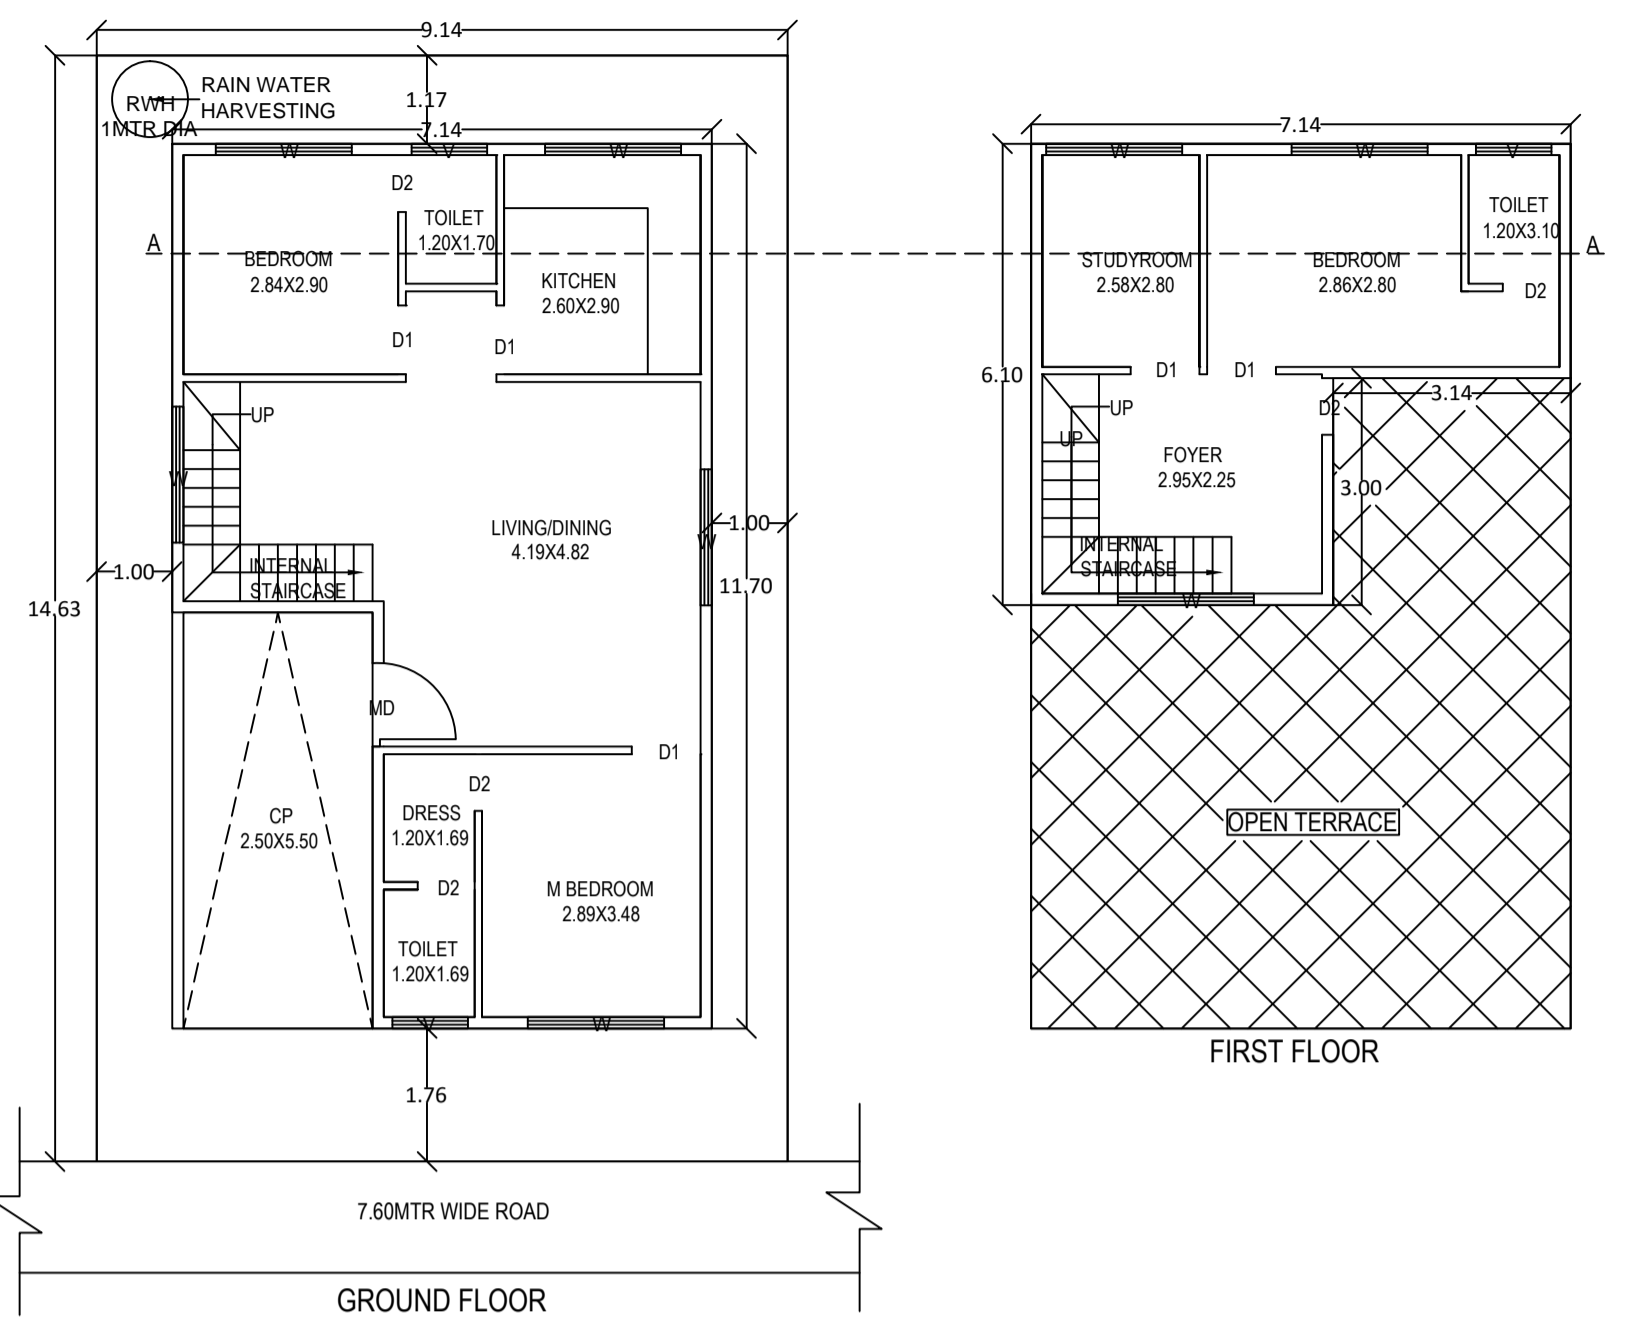 9.14
RAIN WATER
HARVESTING
RWH
1MTR DIA
1.17
7.14
W
V
W
D2
TOILET
1.20X1.70
A
BEDROOM
2.84X2.90
KITCHEN
2.60X2.90
D1
D1
UP
W
LIVING/DINING
4.19X4.82
1.00
W
INTERNAL
STAIRCASE
1.00
11.70
14.63
MD
D1
D2
CP
2.50X5.50
DRESS
1.20X1.69
D2
M BEDROOM
2.89X3.48
TOILET
1.20X1.69
V
W
1.76
7.60MTR WIDE ROAD
GROUND FLOOR
7.14
W
W
V
TOILET
1.20X3.10
A
STUDYROOM
2.58X2.80
BEDROOM
2.86X2.80
D2
6.10
D1
D1
3.14
UP
D2
UP
FOYER
2.95X2.25
3.00
INTERNAL
STAIRCASE
W
OPEN TERRACE
FIRST FLOOR